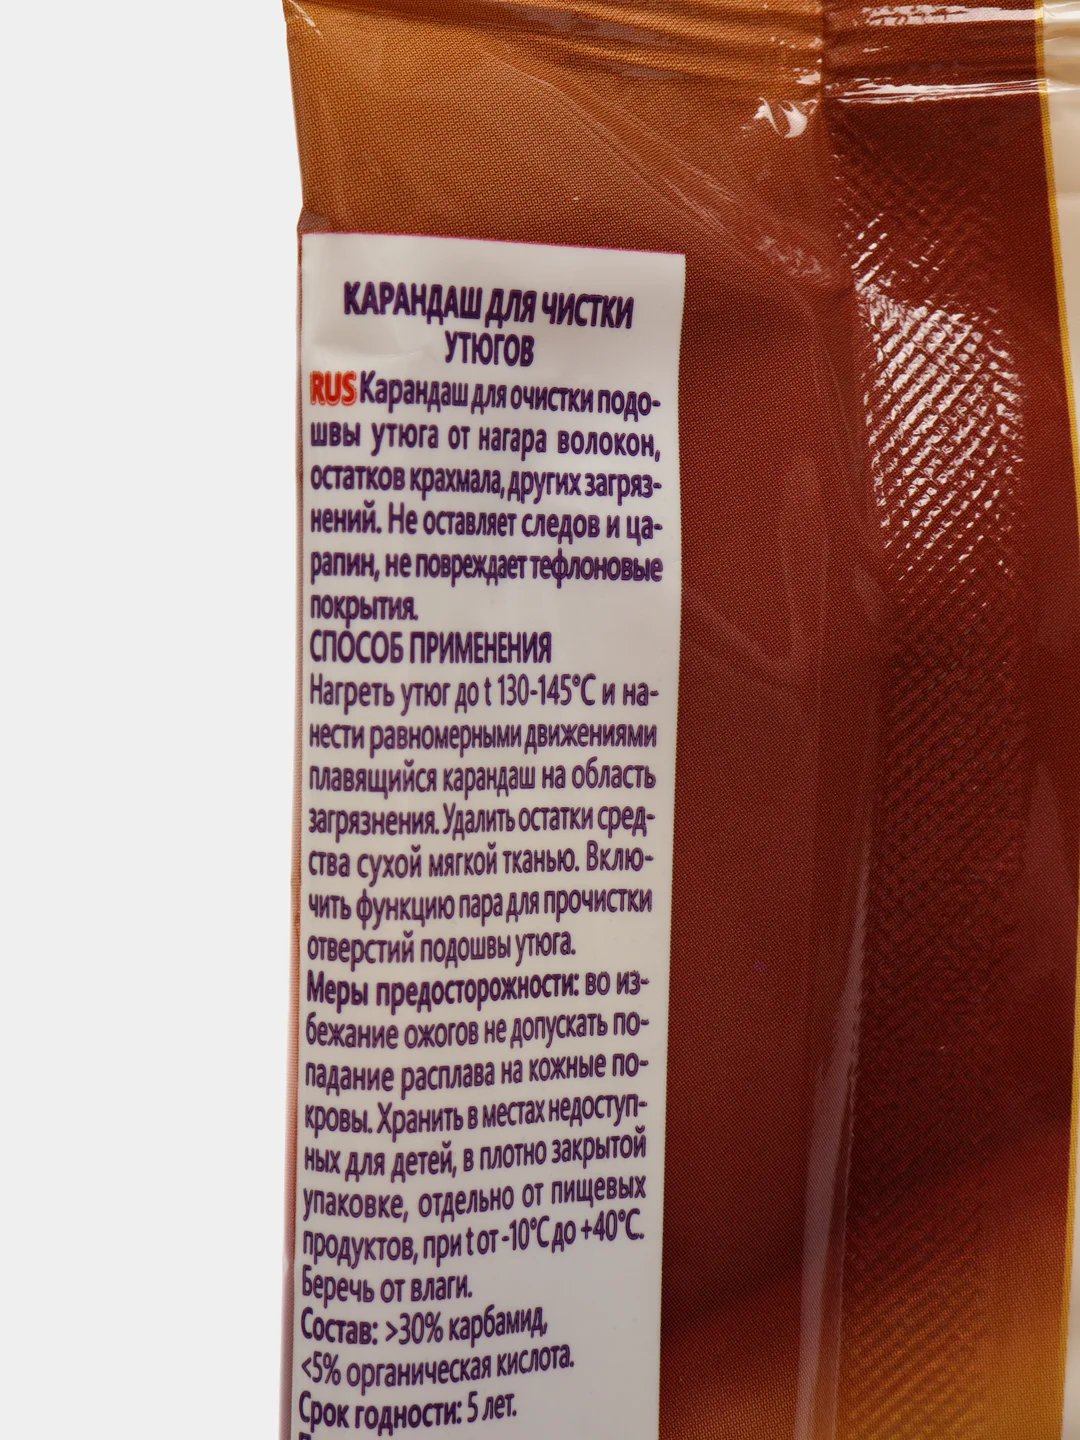 КАРАНДАШ ДЛЯ ЧИСТКИ
УТЮГОВ
RUS Карандаш для очистки подо-
швы утюга от нагара волокон,
остатков крахмала, других загряз-
нений. Не оставляет следов и ца-
рапин, не повреждает тефлоновые
покрытия.
СПОСОБ ПРИМЕНЕНИЯ
Нагреть утюг до t 130-145°C и на-
нести равномерными движениями
плавящийся карандаш на область
загрязнения. Удалить остатки сред-
ства сухой мягкой тканью. Вклю-
чить функцию пара для прочистки
отверстий подошвы утюга.
Меры предосторожности: во из-
бежание ожогов не допускать по-
падание расплава на кожные по-
кровы. Хранить в местах недоступ-
ных для детей, в плотно закрытой
упаковке, отдельно от пищевых
продуктов, при t от -10°C до +40°C.
Беречь от влаги.
Состав: >30% карбамид,
<5% органическая кислота.
Срок годности: 5 лет.